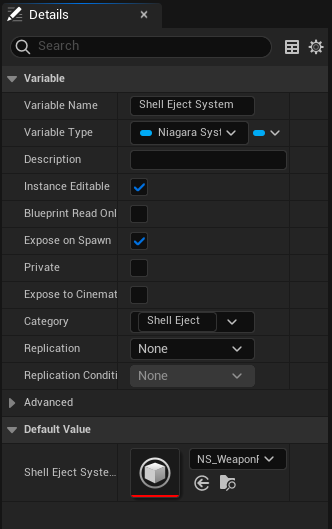 Details
Search
Variable
Variable Name Shell Eject System
Variable Type Niagara Syst
Description
Instance Editable
Blueprint Read Onl
Expose on Spawn
Private
Expose to Cinemat
Category Shell Eject
Replication None
Replication Conditi None
Advanced
Default Value
Shell Eject Syste... NS_WeaponF